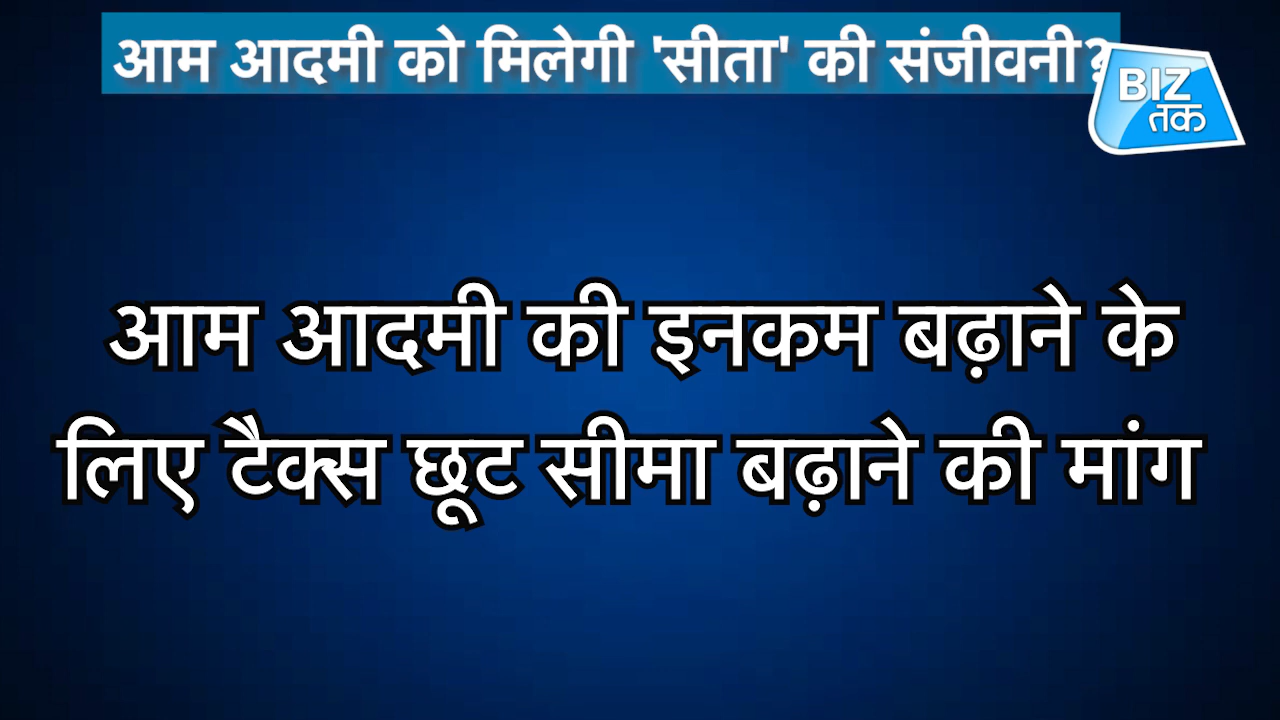 आम आदमी को मिलेगी 'सीता' की संजीवनी?
BIZ
तक
आम आदमी की इनकम बढ़ाने के
लिए टैक्स छूट सीमा बढ़ाने की मांग